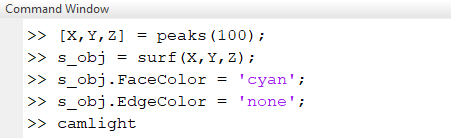 Command Window
>> [X,Y,Z] = peaks(100);
>> s_obj = surf(X,Y,Z);
>> s_obj.FaceColor = 'cyan';
>> s_obj.EdgeColor = 'none';
>> camlight